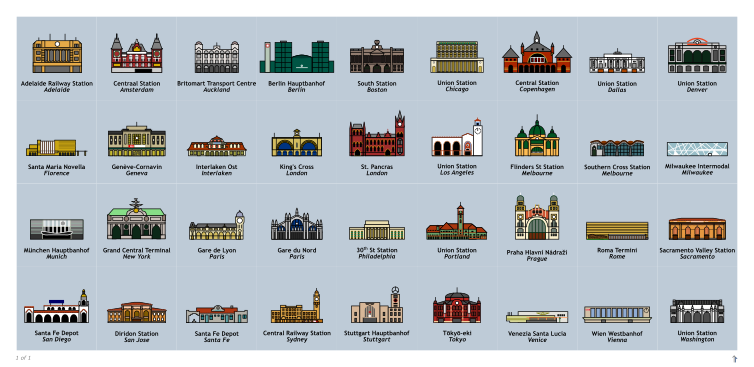 Adelaide Railway Station
Adelaide
Centraal Station
Amsterdam
Britomart Transport Centre
Auckland
Berlin Hauptbanhof
Berlin
South Station
Boston
Union Station
Chicago
Central Station
Copenhagen
Union Station
Dallas
Union Station
Denver
Santa Maria Novella
Florence
Genève-Cornavin
Geneva
Interlaken Ost
Interlaken
King's Cross
London
St. Pancras
London
Union Station
Los Angeles
Flinders St Station
Melbourne
Southern Cross Station
Melbourne
Milwaukee Intermodal
Milwaukee
München Hauptbanhof
Munich
Grand Central Terminal
New York
Gare de Lyon
Paris
Gare du Nord
Paris
30th St Station
Philadelphia
Union Station
Portland
Praha Hlavní Nádraží
Prague
Roma Termini
Rome
Sacramento Valley Station
Sacramento
Santa Fe Depot
San Diego
Diridon Station
San Jose
Santa Fe Depot
Santa Fe
Central Railway Station
Sydney
Stuttgart Hauptbanhof
Stuttgart
Tōkyō-eki
Tokyo
Venezia Santa Lucia
Venice
Wien Westbanhof
Vienna
Union Station
Washington
1 of 1